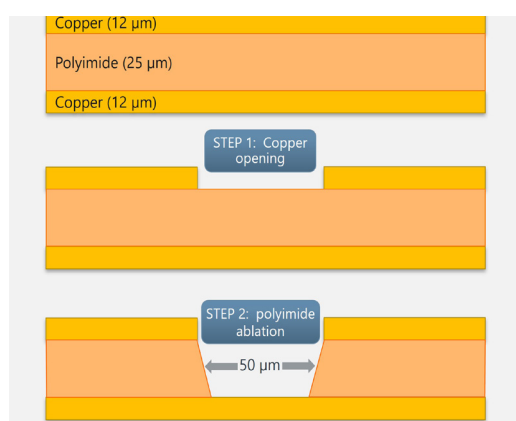 Copper (12 μm)
Polyimide (25 μm)
Copper (12 μm)
STEP 1:  Copper
opening
STEP 2:  polyimide
ablation
50 μm